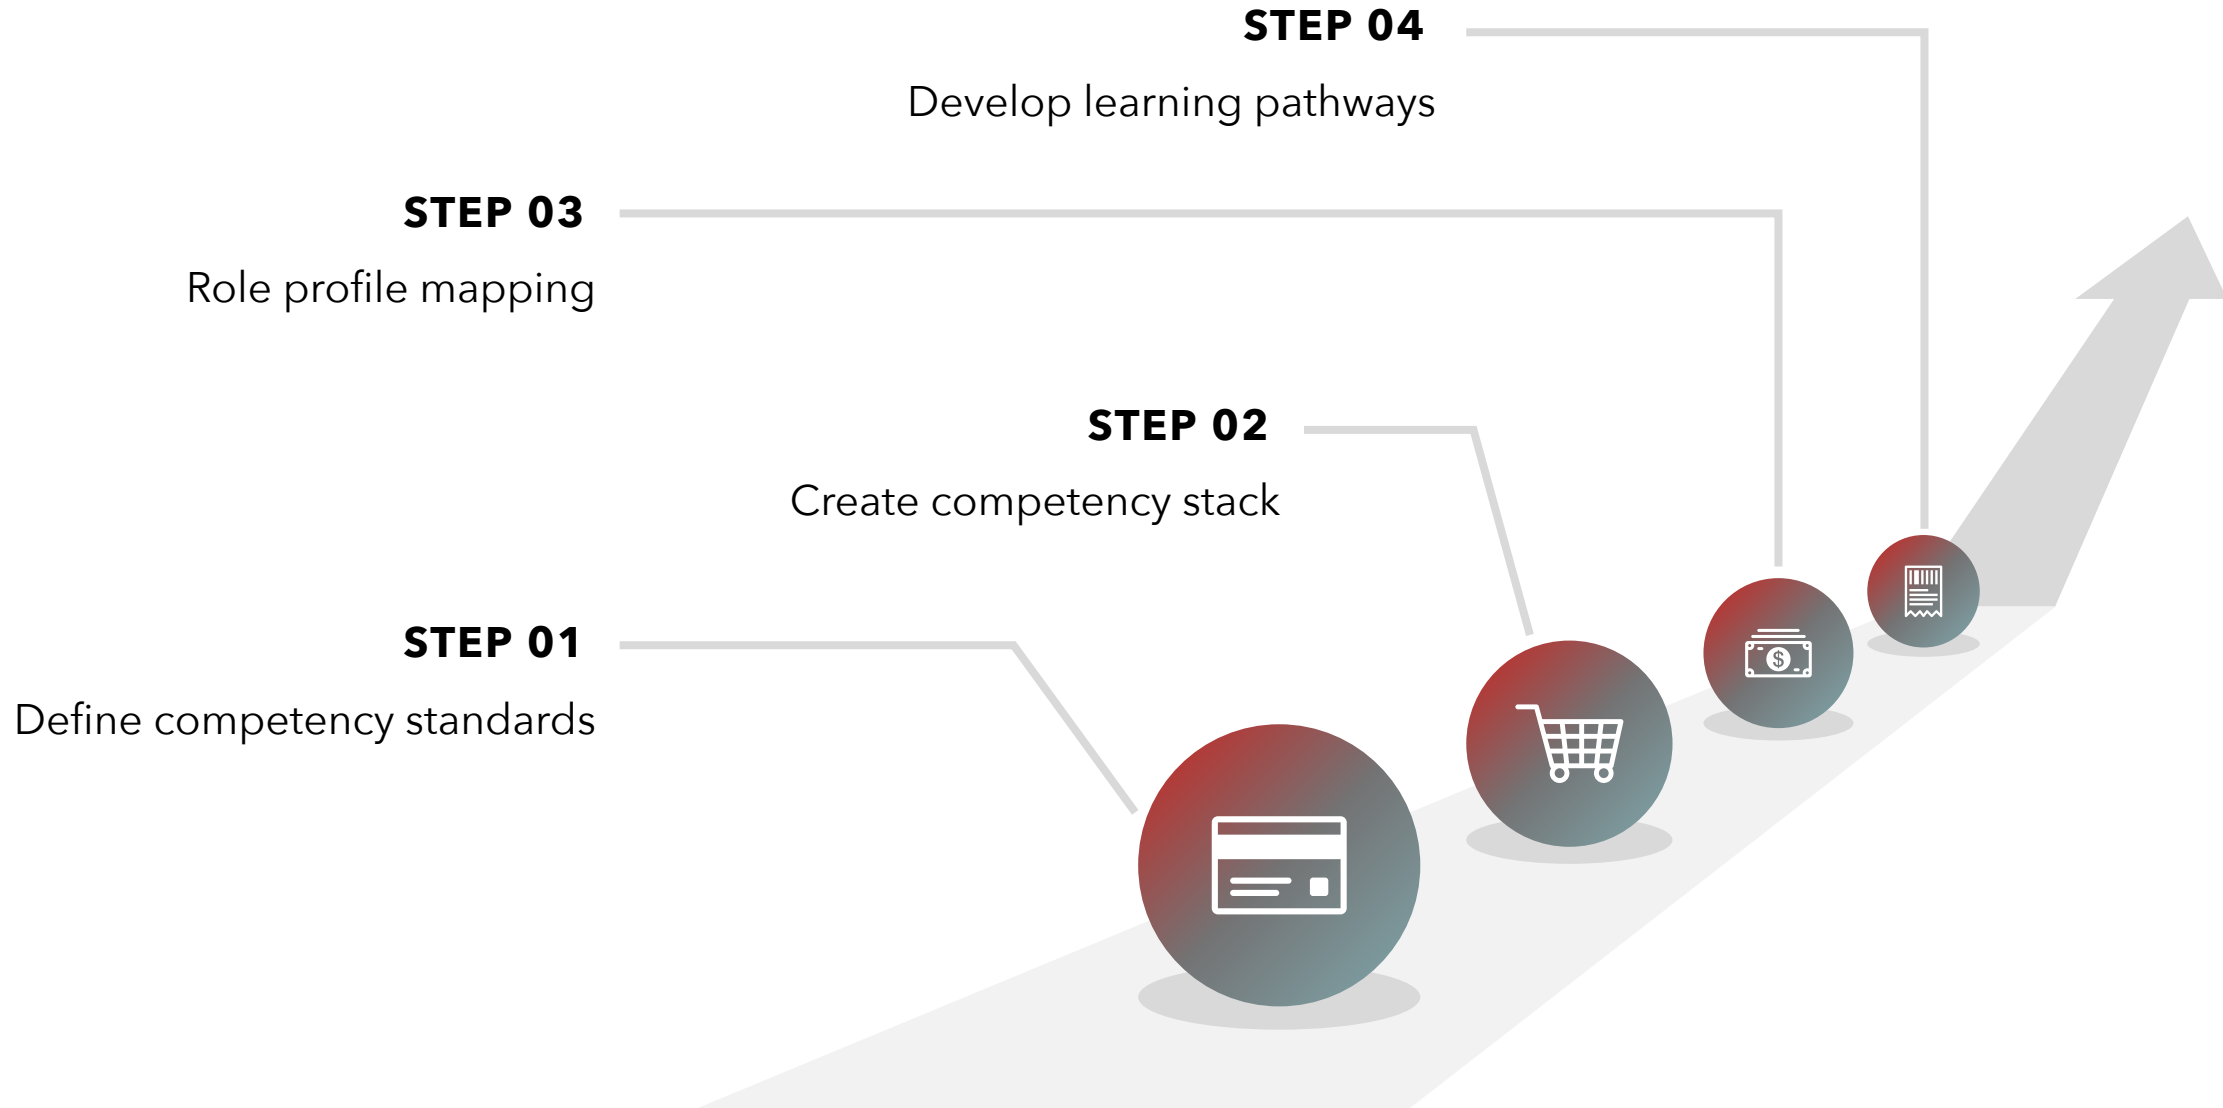 STEP 04
Develop learning pathways
STEP 03
Role profile mapping
STEP 02
Create competency stack
STEP 01
Define competency standards
$